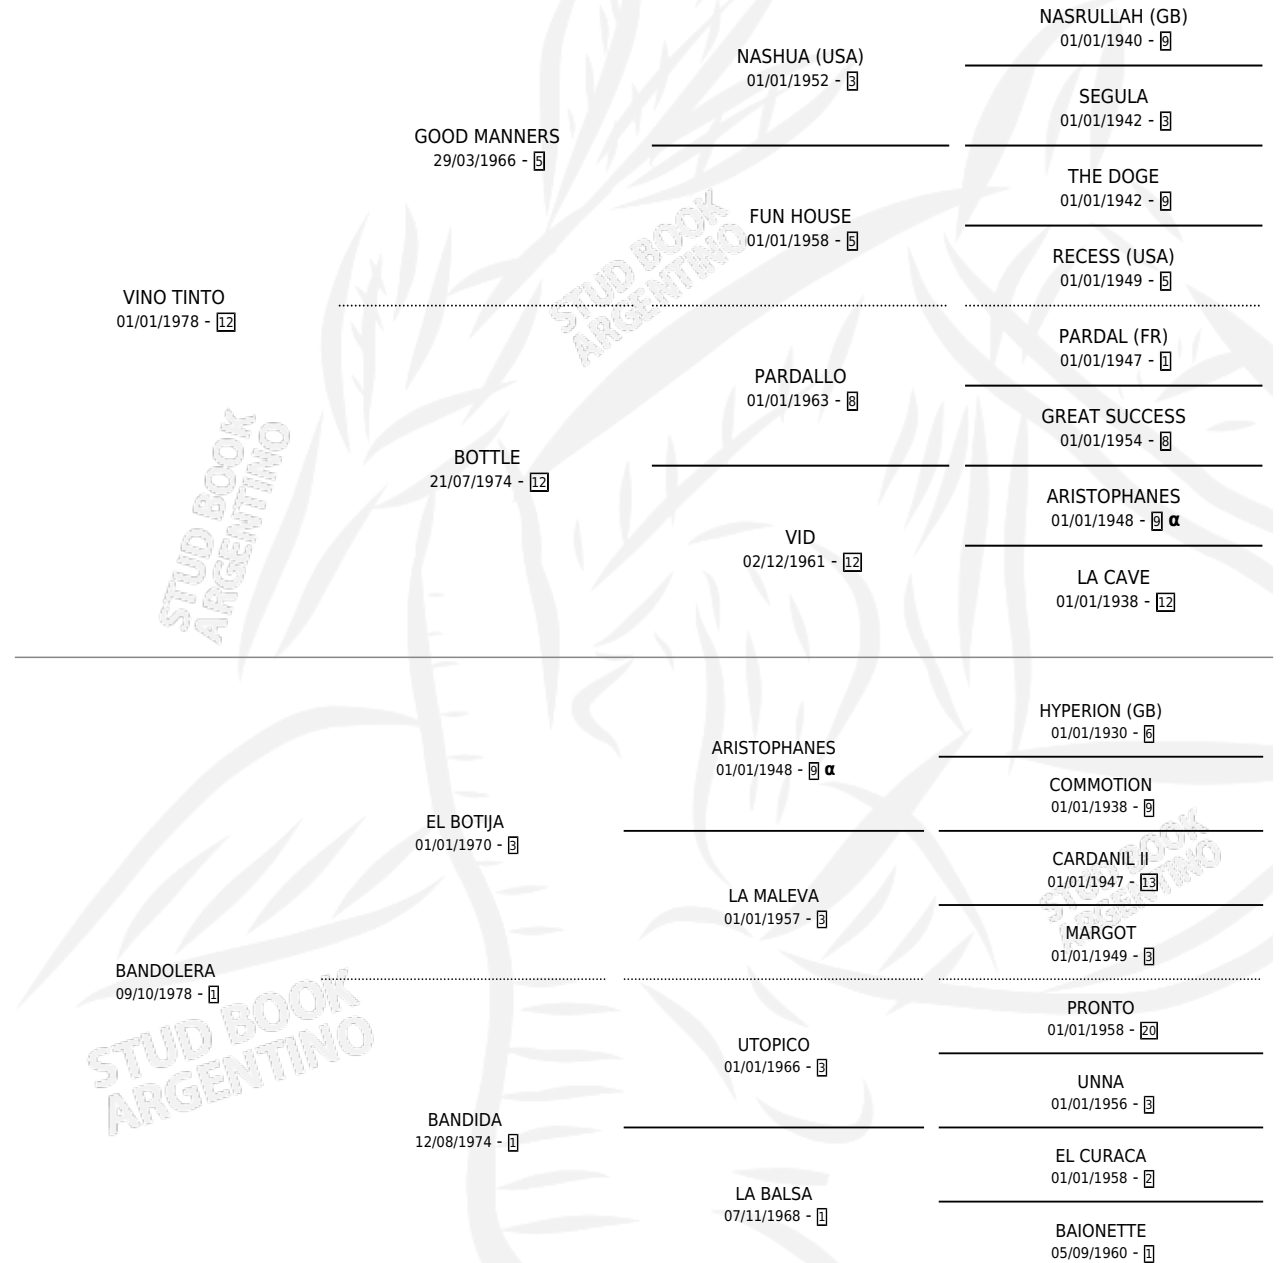 NASRULLAH (GB)
01/01/1940 - 9
NASHUA (USA)
01/01/1952 - 3
SEGULA
01/01/1942 - 3
GOOD MANNERS
29/03/1966 - 5
THE DOGE
01/01/1942 - 9
FUN HOUSE
01/01/1958 - 5
RECESS (USA)
01/01/1949 - 5
VINO TINTO
01/01/1978 - 12
PARDAL (FR)
01/01/1947 - 1
PARDALLO
01/01/1963 - 8
GREAT SUCCESS
01/01/1954 - 8
BOTTLE
21/07/1974 - 12
ARISTOPHANES
01/01/1948 - 9 α
VID
02/12/1961 - 12
LA CAVE
01/01/1938 - 12
STUD BOOK
ARGENTINO
STUD BOOK
ARGENTINO
HYPERION (GB)
01/01/1930 - 6
ARISTOPHANES
01/01/1948 - 9 α
COMMOTION
01/01/1938 - 9
EL BOTIJA
01/01/1970 - 3
CARDANIL II
01/01/1947 - 13
LA MALEVA
01/01/1957 - 3
MARGOT
01/01/1949 - 3
BANDOLERA
09/10/1978 - 1
PRONTO
01/01/1958 - 20
UTOPICO
01/01/1966 - 3
UNNA
01/01/1956 - 3
BANDIDA
12/08/1974 - 1
EL CURACA
01/01/1958 - 2
LA BALSA
07/11/1968 - 1
BAIONETTE
05/09/1960 - 1
STUD BOOK
ARGENTINO
STUD BOOK
ARGENTINO